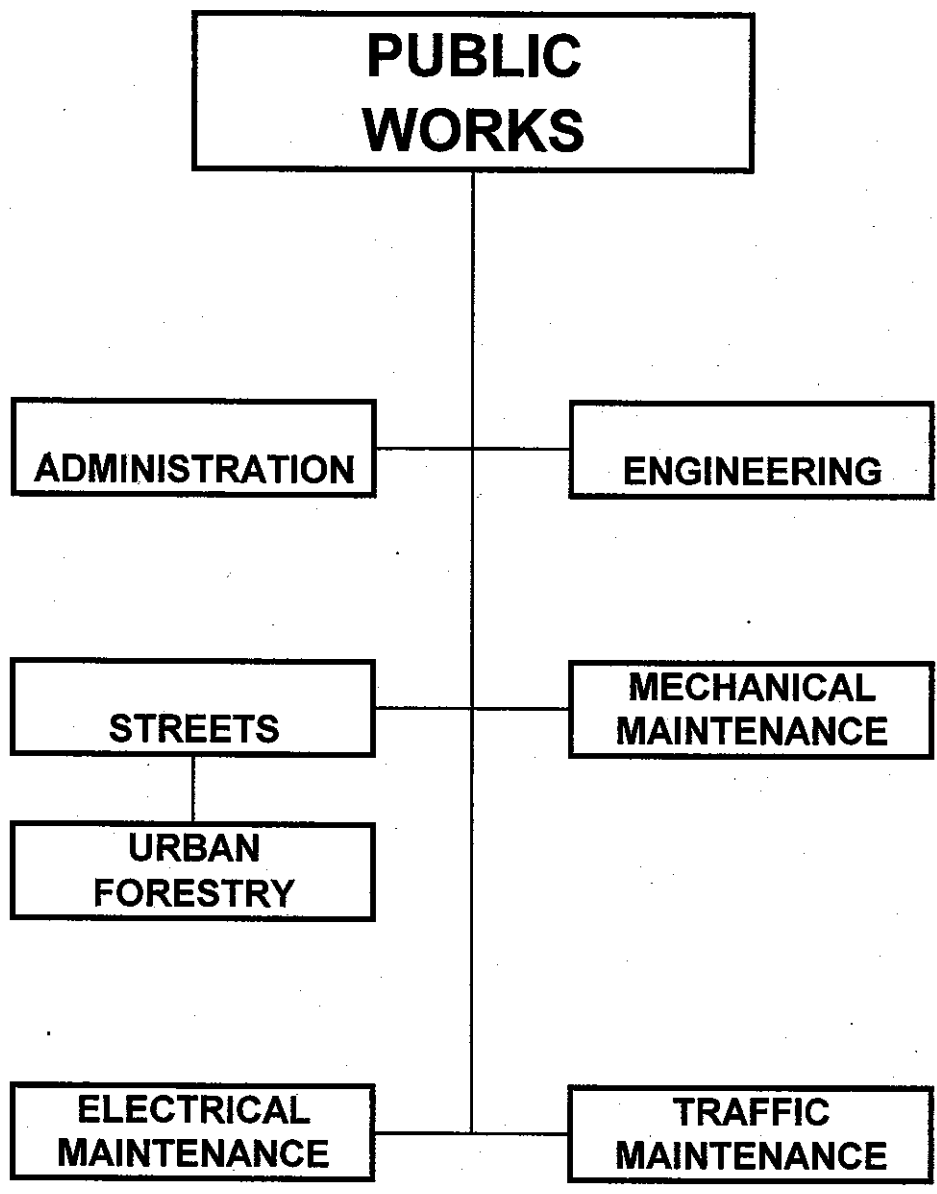 PUBLIC
WORKS
ADMINISTRATION
ENGINEERING
STREETS
MECHANICAL
MAINTENANCE
URBAN
FORESTRY
ELECTRICAL
MAINTENANCE
TRAFFIC
MAINTENANCE